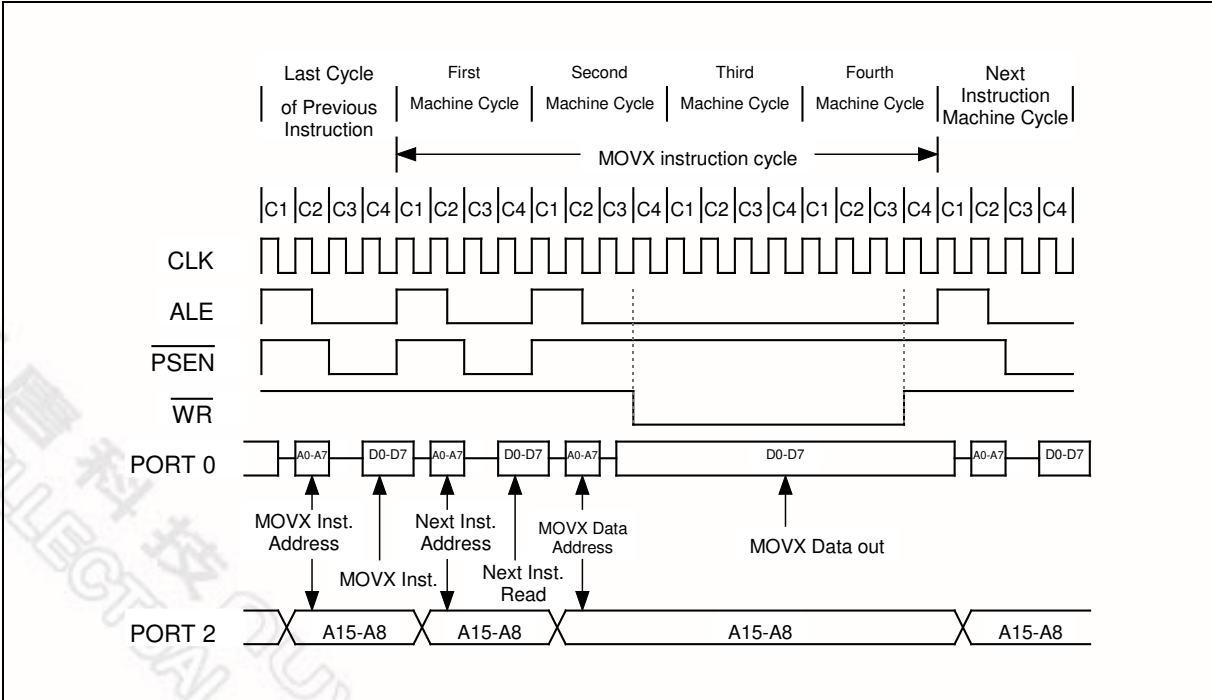 Last Cycle
of Previous
Instruction
First
Machine Cycle
Second
Machine Cycle
Third
Machine Cycle
Fourth
Machine Cycle
Next
Instruction
Machine Cycle
MOVX instruction cycle
C1 C2 C3 C4 C1 C2 C3 C4 C1 C2 C3 C4 C1 C2 C3 C4 C1 C2 C3 C4 C1 C2 C3 C4
CLK
ALE
PSEN
WR
PORT 0
A0-A7 D0-D7 A0-A7 D0-D7 A0-A7 D0-D7 A0-A7 D0-D7
MOVX Inst.
Address
MOVX Inst.
Next Inst.
Address
Next Inst.
Read
MOVX Data
Address
MOVX Data out
PORT 2
A15-A8 A15-A8 A15-A8 A15-A8
科技